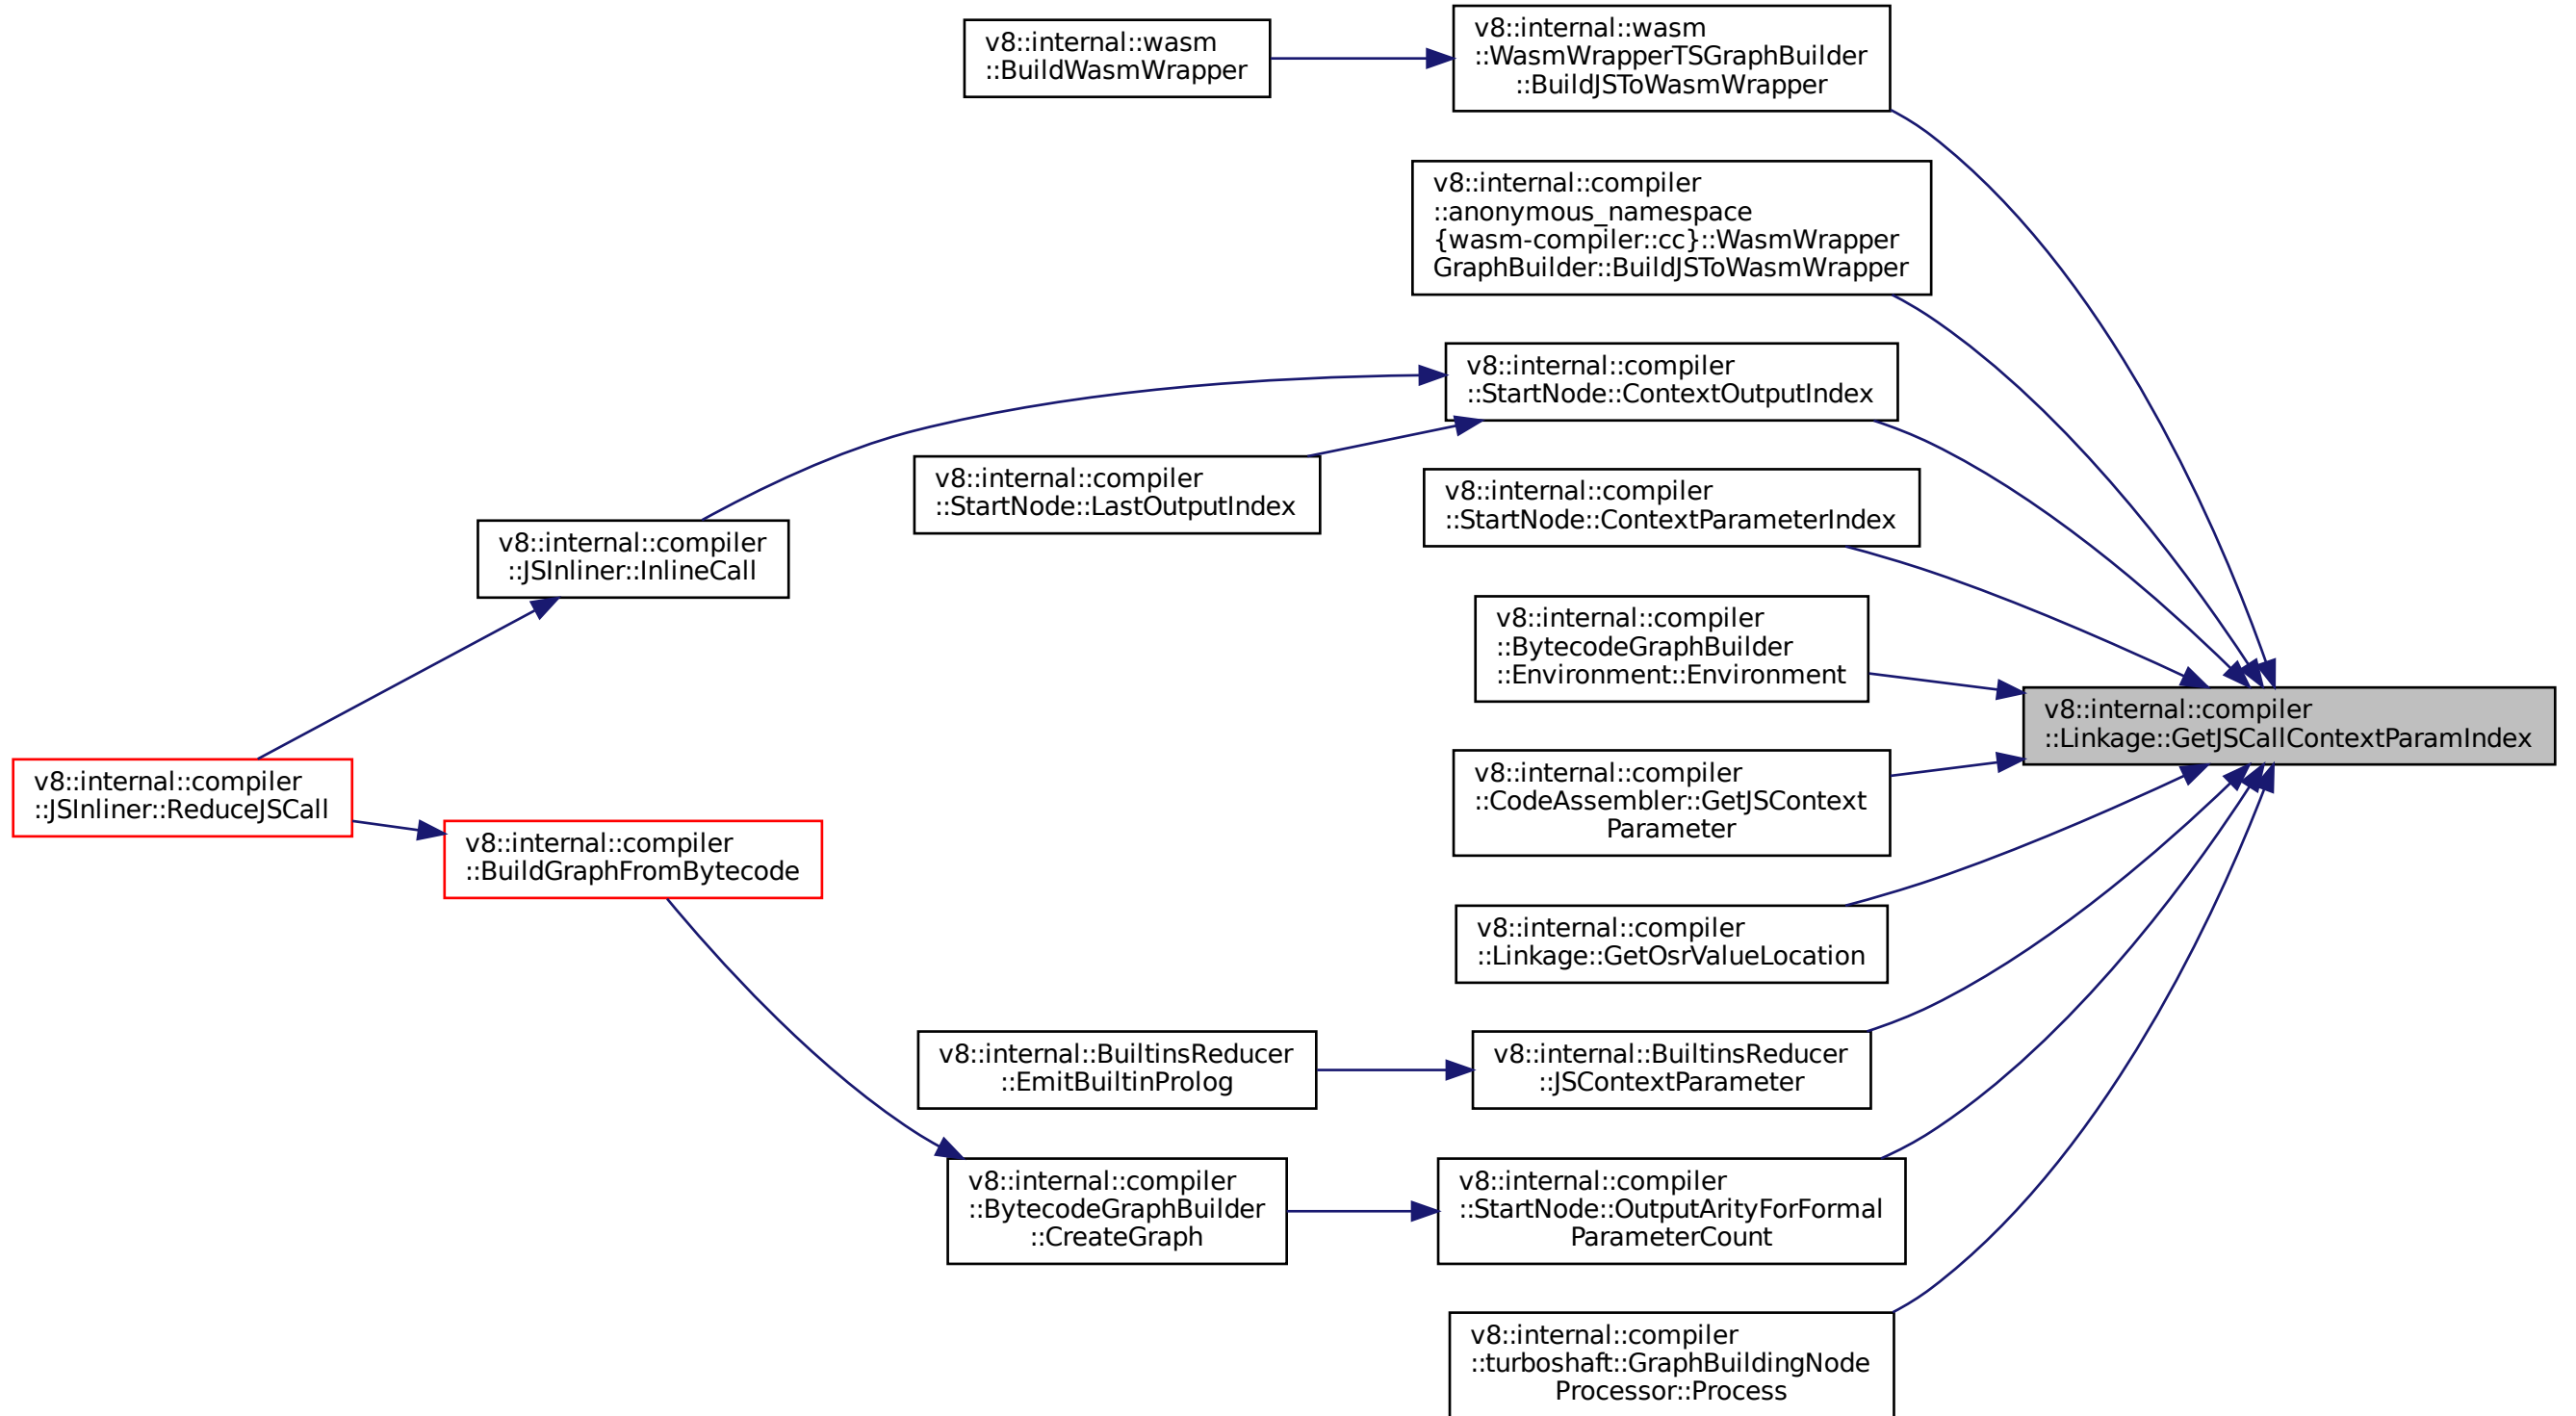 v8::internal::wasm
::BuildWasmWrapper
v8::internal::wasm
::WasmWrapperTSGraphBuilder
::BuildJSToWasmWrapper
v8::internal::compiler
::anonymous_namespace
{wasm-compiler::cc}::WasmWrapper
GraphBuilder::BuildJSToWasmWrapper
v8::internal::compiler
::StartNode::ContextOutputIndex
v8::internal::compiler
::StartNode::LastOutputIndex
v8::internal::compiler
::StartNode::ContextParameterIndex
v8::internal::compiler
::JSInliner::InlineCall
v8::internal::compiler
::BytecodeGraphBuilder
::Environment::Environment
v8::internal::compiler
::Linkage::GetJSCallContextParamIndex
v8::internal::compiler
::JSInliner::ReduceJSCall
v8::internal::compiler
::BuildGraphFromBytecode
v8::internal::compiler
::CodeAssembler::GetJSContext
Parameter
v8::internal::compiler
::Linkage::GetOsrValueLocation
v8::internal::BuiltinsReducer
::EmitBuiltinProlog
v8::internal::BuiltinsReducer
::JSContextParameter
v8::internal::compiler
::BytecodeGraphBuilder
::CreateGraph
v8::internal::compiler
::StartNode::OutputArityForFormal
ParameterCount
v8::internal::compiler
::turboshaft::GraphBuildingNode
Processor::Process